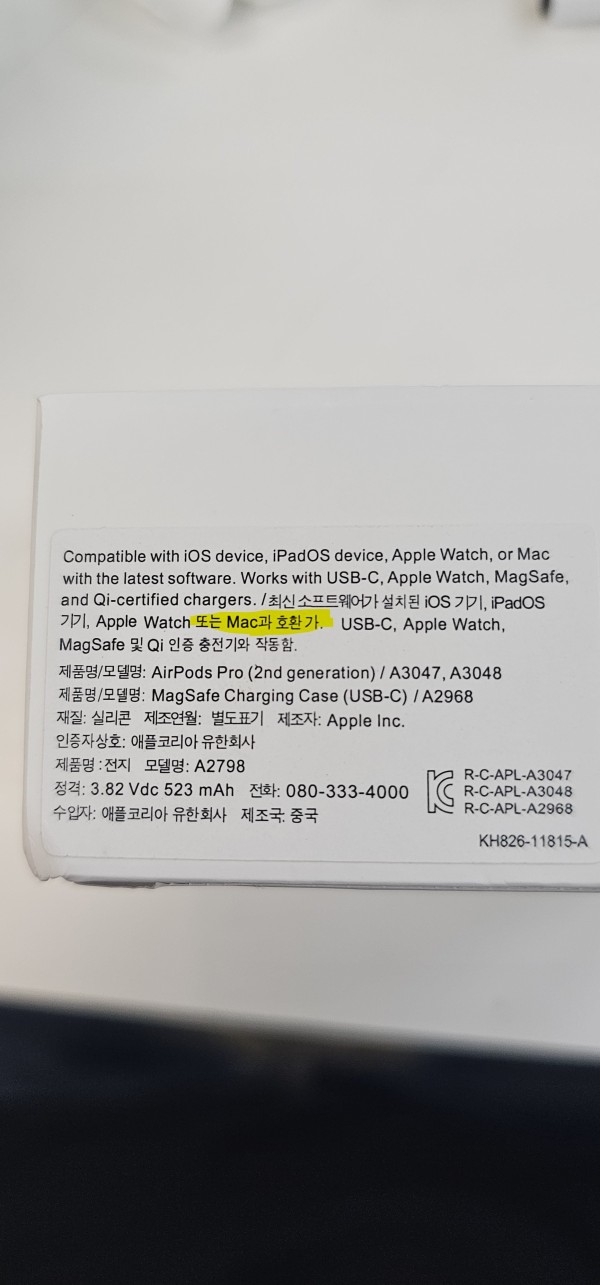 Compatible with iOS device, iPadOS device, Apple Watch, or Mac
with the latest software. Works with USB-C, Apple Watch, MagSafe,
and Qi-certified chargers. /최신 소프트웨어가 설치된 iOS 기기, iPadOS
기기, Apple Watch 또는 Mac과 호환 가. USB-C, Apple Watch,
MagSafe 및 Qi 인증 충전기와 작동함.
제품명/모델명: AirPods Pro (2nd generation) / A3047, A3048
제품명/모델명: MagSafe Charging Case (USB-C) / A2968
재질: 실리콘 제조연월: 별도표기 제조자: Apple Inc.
인증자상호: 애플코리아 유한회사
제품명 : 전지 모델명: A2798
정격: 3.82 Vdc 523 mAh 전화: 080-333-4000
수입자: 애플코리아 유한회사 제조국: 중국
R-C-APL-A3047
R-C-APL-A3048
R-C-APL-A2968
KH826-11815-A